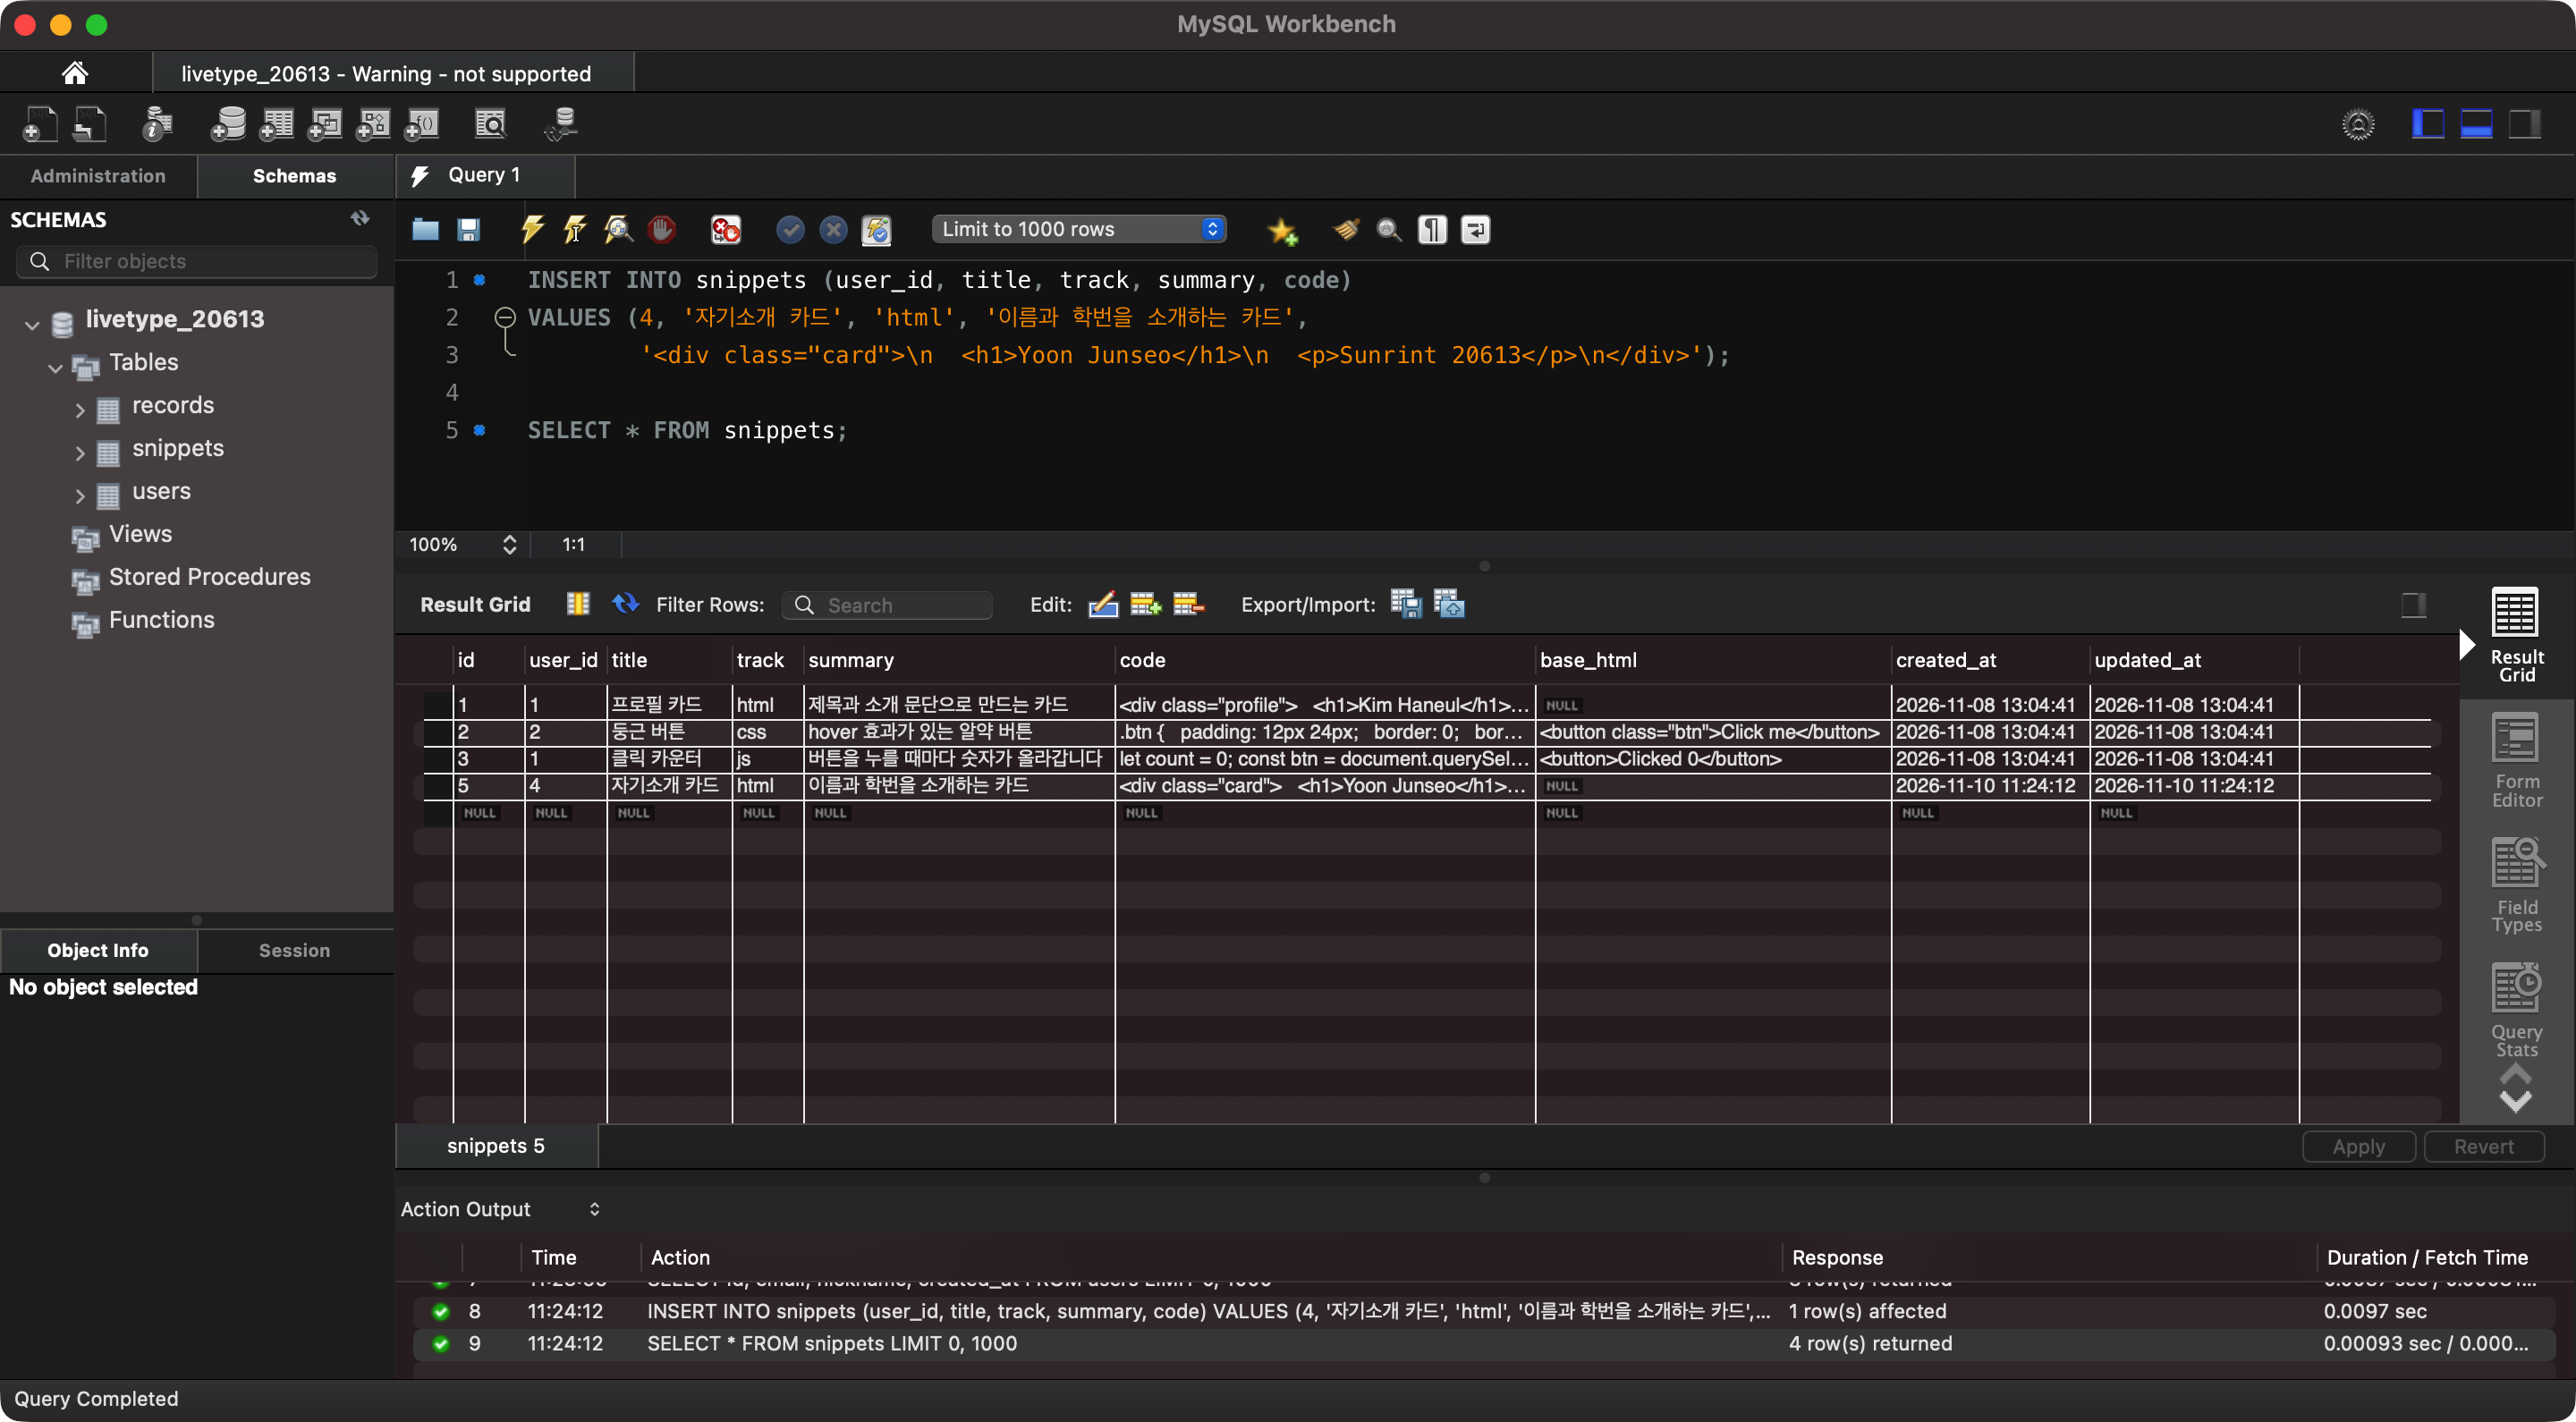 MySQL Workbench
livetype_20613 - Warning - not supported
Administration
Schemas
Query 1
SCHEMAS
Filter objects
livetype_20613
Tables
records
snippets
users
Views
Stored Procedures
Functions
Object Info
Session
No object selected
Limit to 1000 rows
1 INSERT INTO snippets (user_id, title, track, summary, code)
2 VALUES (4, '자기소개 카드', 'html', '이름과 학번을 소개하는 카드',
3 '<div class="card">\n  <h1>Yoon Junseo</h1>\n  <p>Sunrint 20613</p>\n</div>');
4
5 SELECT * FROM snippets;
100% 1:1
Result Grid Filter Rows: Search Edit: Export/Import:
id user_id title track summary code base_html created_at updated_at
1 1 프로필 카드 html 제목과 소개 문단으로 만드는 카드 <div class="profile">   <h1>Kim Haneul</h1>... NULL 2026-11-08 13:04:41 2026-11-08 13:04:41
2 2 둥근 버튼 css hover 효과가 있는 알약 버튼 .btn {   padding: 12px 24px;   border: 0;   bor... <button class="btn">Click me</button> 2026-11-08 13:04:41 2026-11-08 13:04:41
3 1 클릭 카운터 js 버튼을 누를 때마다 숫자가 올라갑니다 let count = 0; const btn = document.querySel... <button>Clicked 0</button> 2026-11-08 13:04:41 2026-11-08 13:04:41
5 4 자기소개 카드 html 이름과 학번을 소개하는 카드 <div class="card">   <h1>Yoon Junseo</h1>... NULL 2026-11-10 11:24:12 2026-11-10 11:24:12
NULL NULL NULL NULL NULL NULL NULL NULL NULL
Result
Grid
Form
Editor
Field
Types
Query
Stats
snippets 5
Apply
Revert
Action Output
Time Action Response Duration / Fetch Time
8 11:24:12 INSERT INTO snippets (user_id, title, track, summary, code) VALUES (4, '자기소개 카드', 'html', '이름과 학번을 소개하는 카드',... 1 row(s) affected 0.0097 sec
9 11:24:12 SELECT * FROM snippets LIMIT 0, 1000 4 row(s) returned 0.00093 sec / 0.000...
Query Completed